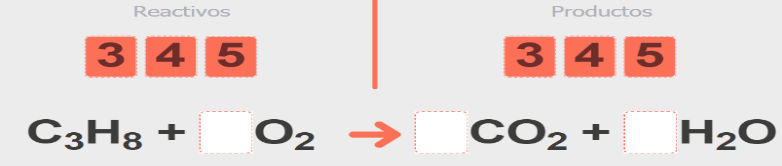 Reactivos Productos
3 4 5 3 4 5
C₃H₈ + O₂ → CO₂ + H₂O